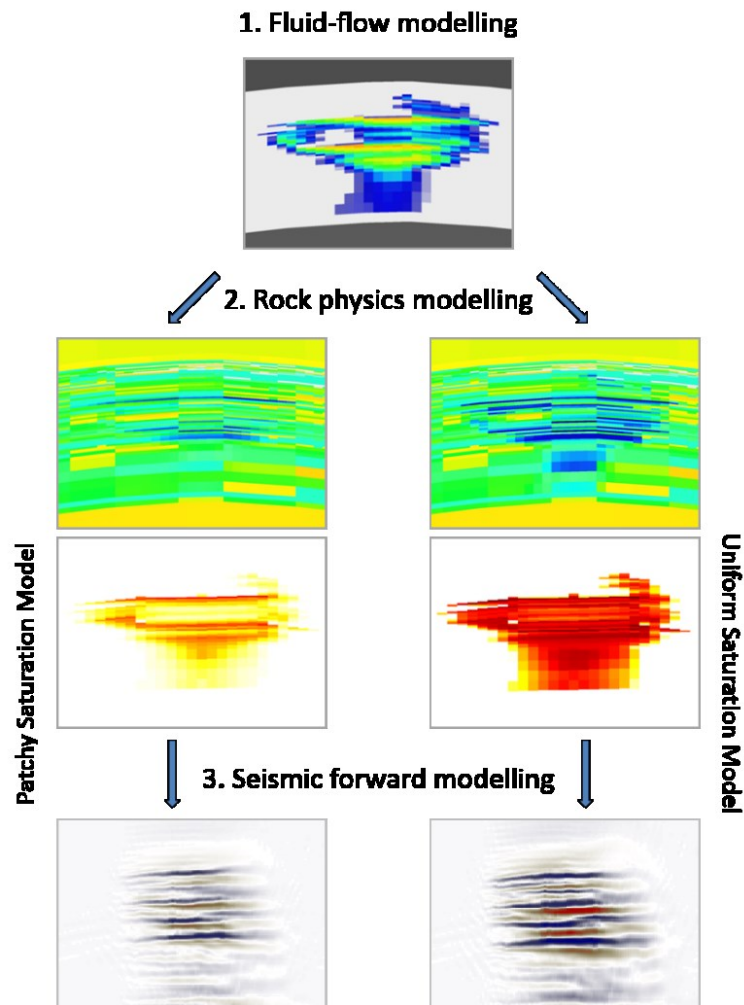 1. Fluid-flow modelling
2. Rock physics modelling
Patchy Saturation Model
Uniform Saturation Model
3. Seismic forward modelling